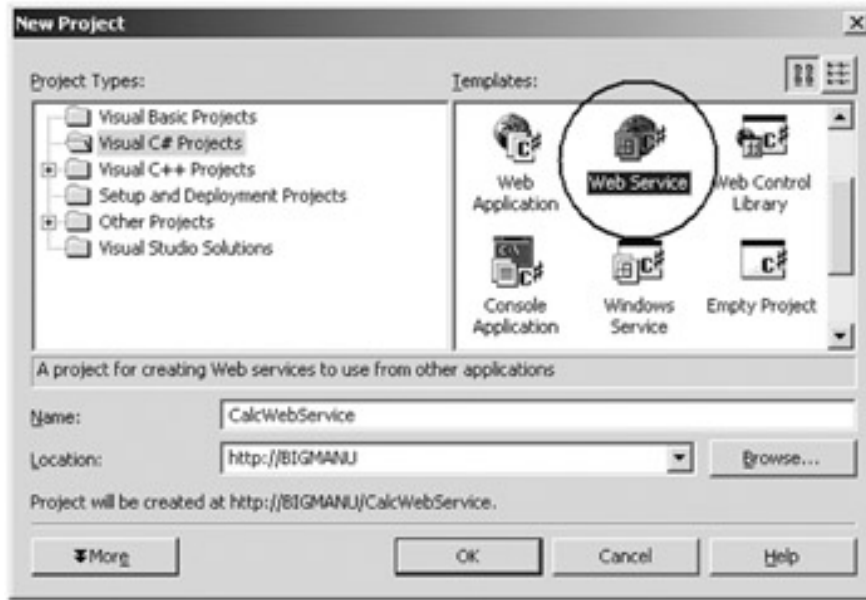 New Project
Project Types:
Templates:
Visual Basic Projects
Visual C# Projects
Visual C++ Projects
Setup and Deployment Projects
Other Projects
Visual Studio Solutions
Web
Application
Web Service
Web Control
Library
Console
Application
Windows
Service
Empty Project
A project for creating Web services to use from other applications
Name:
CalcWebService
Location:
http://BIGMANU
Browse...
Project will be created at http://BIGMANU/CalcWebService.
More
OK
Cancel
Help